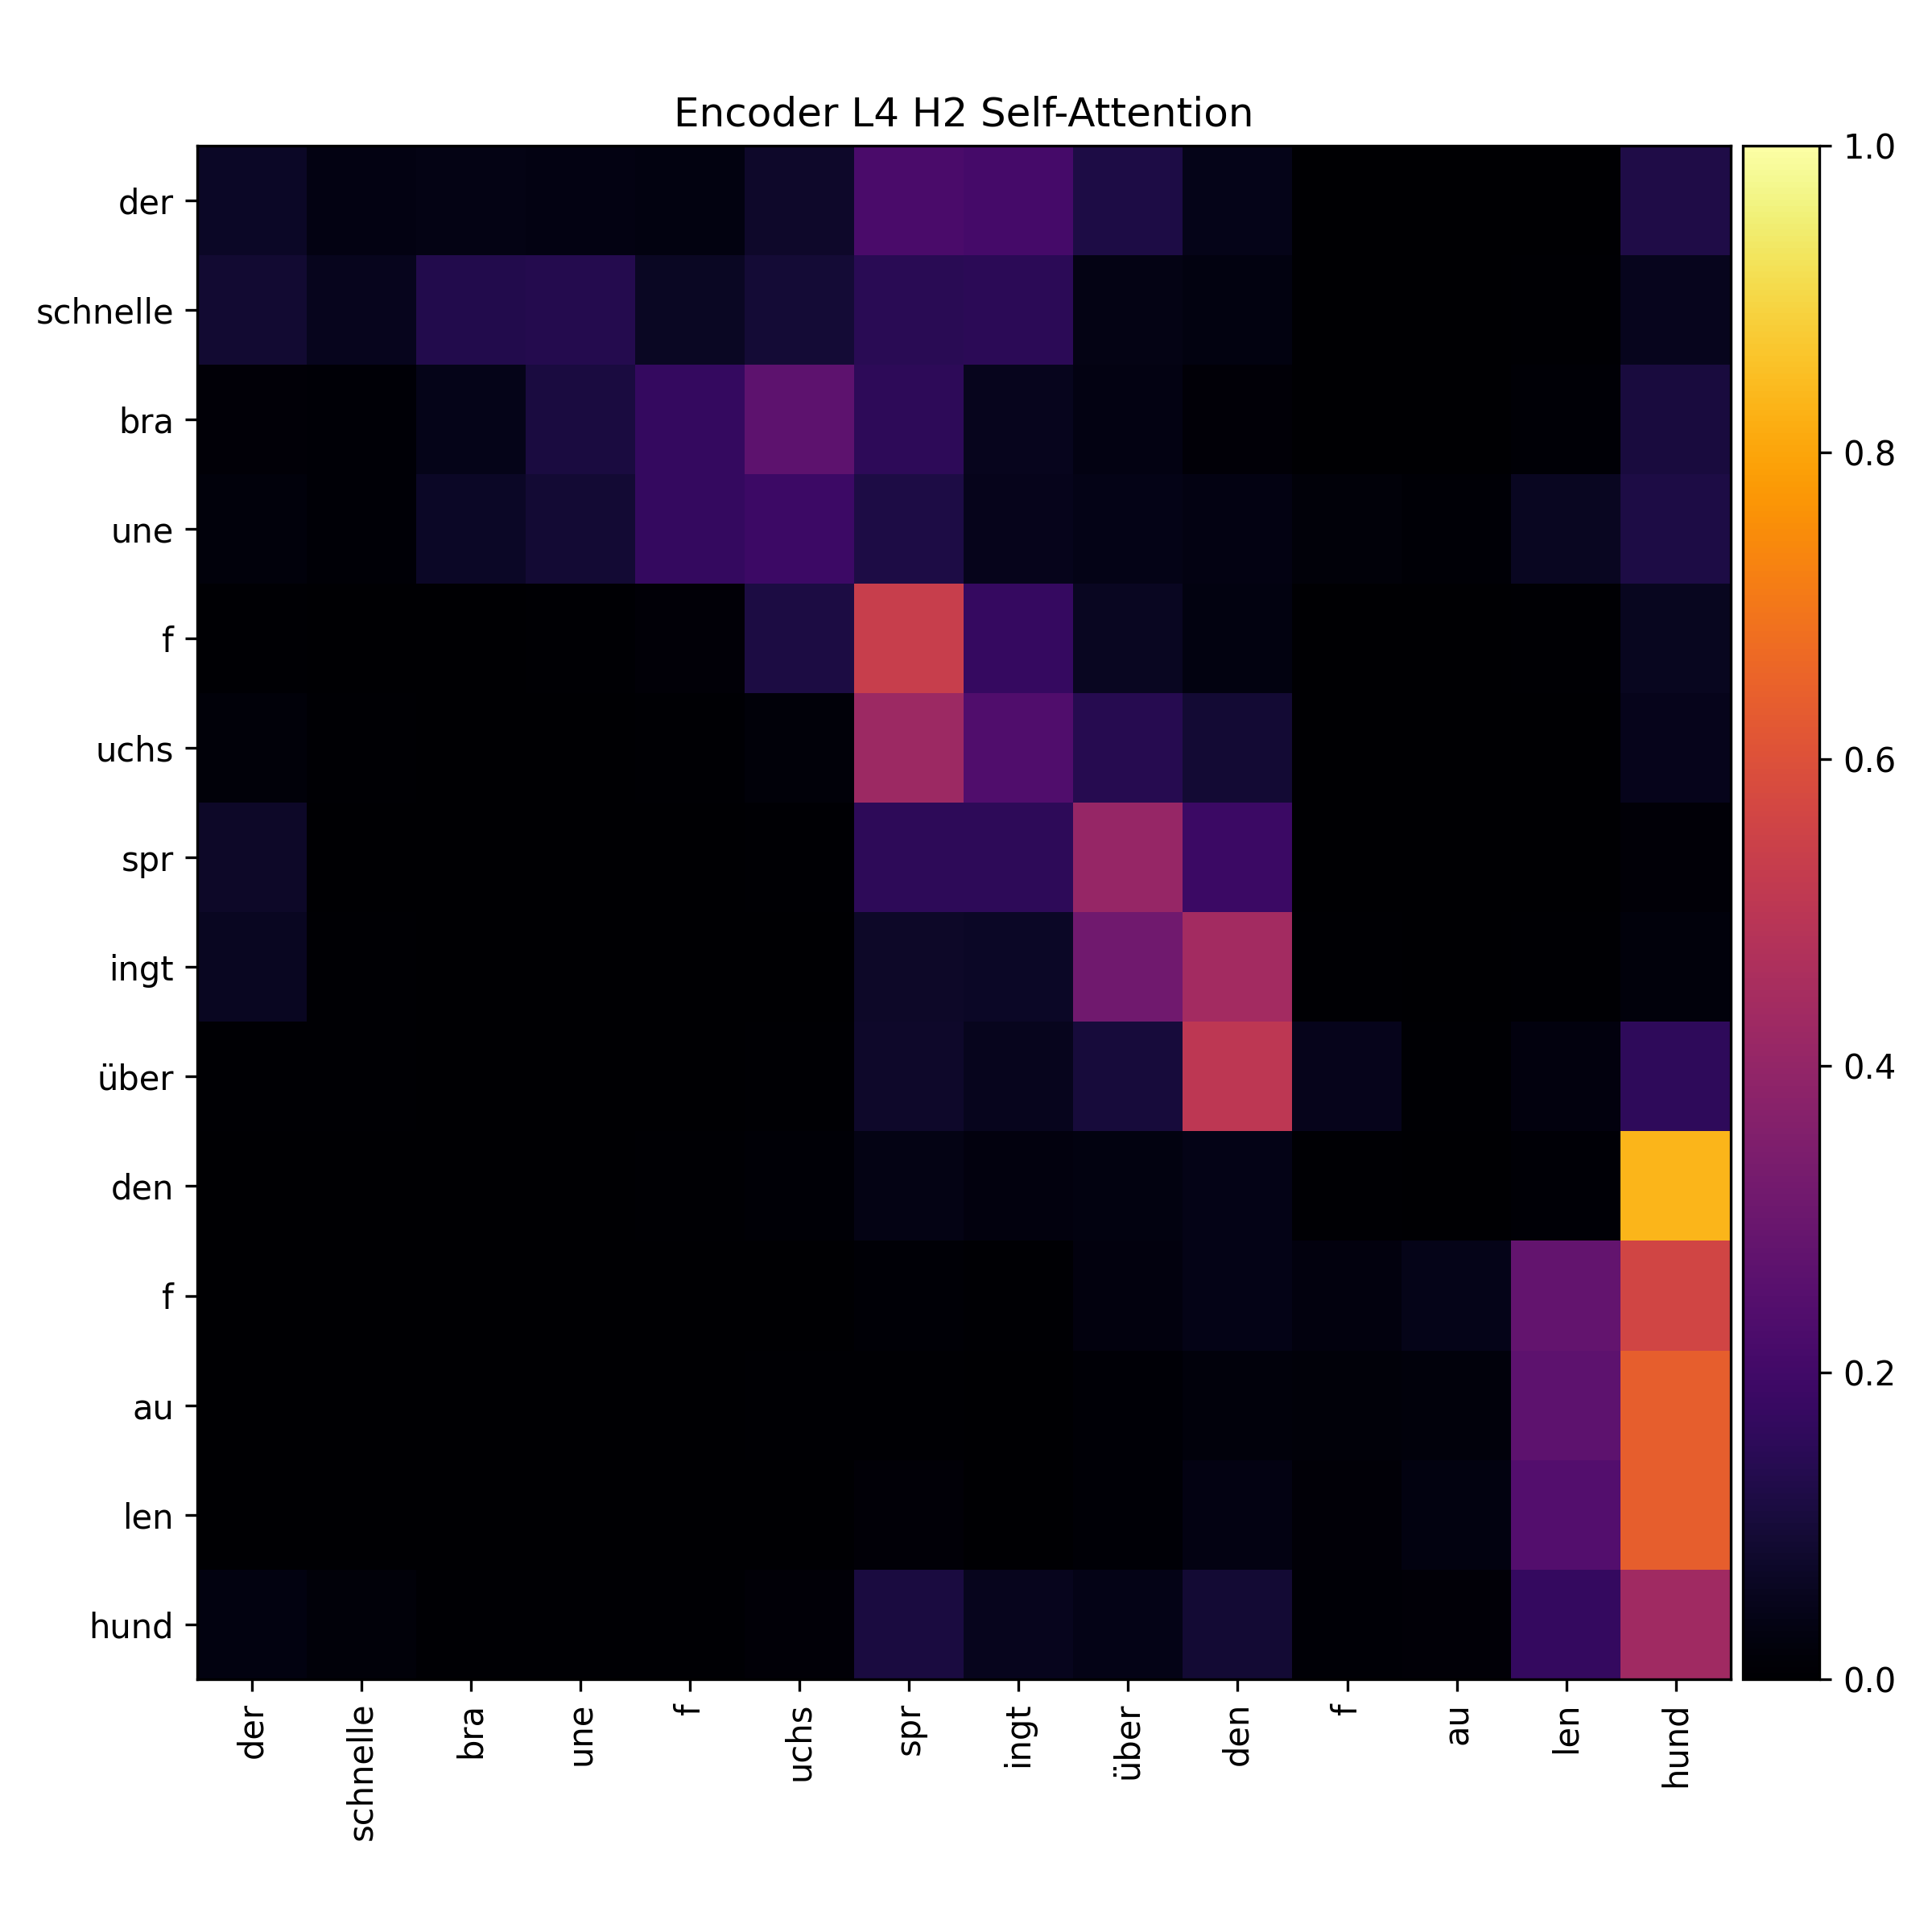 Encoder L4 H2 Self-Attention
der
schnelle
bra
une
f
uchs
spr
ingt
über
den
f
au
len
hund
der
schnelle
bra
une
f
uchs
spr
ingt
über
den
f
au
len
hund
1.0
0.8
0.6
0.4
0.2
0.0